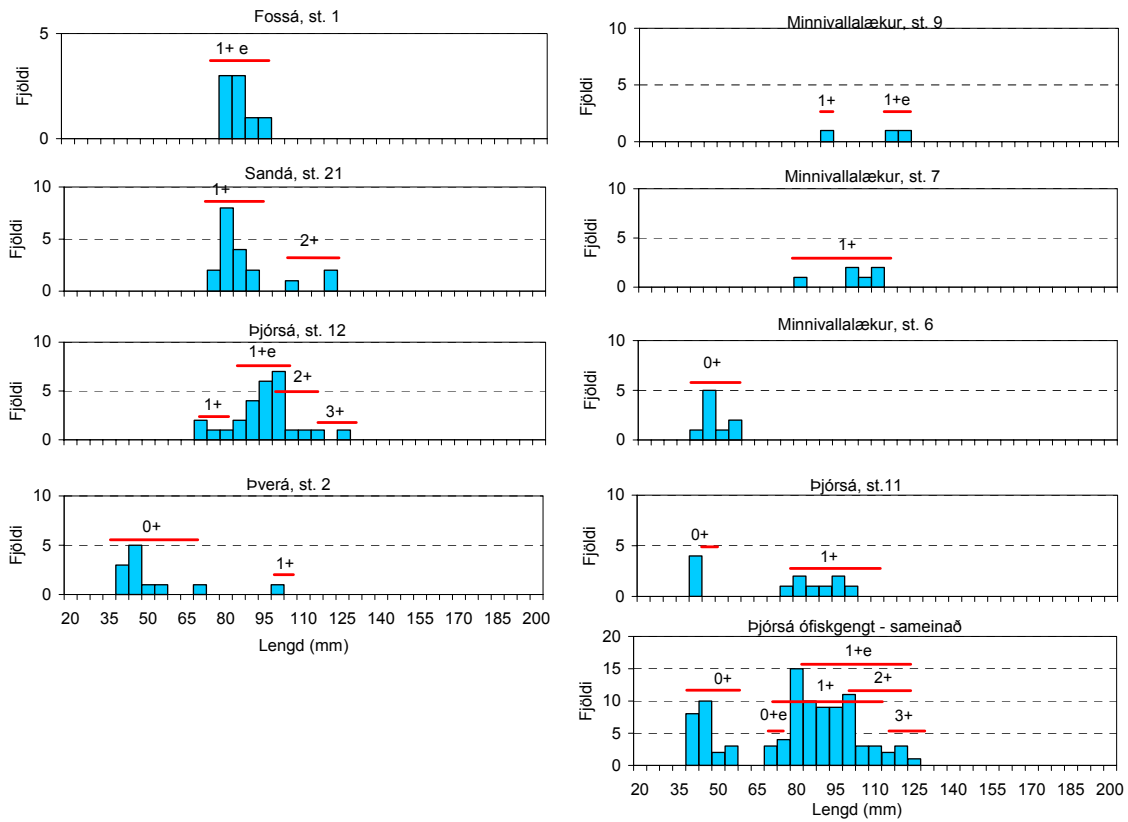 Fossá, st. 1
5
0
Fjöldi
1+ e
Sandá, st. 21
10
5
0
Fjöldi
1+
2+
Þjórsá, st. 12
10
5
0
Fjöldi
1+
1+e
2+
3+
Þverá, st. 2
10
5
0
Fjöldi
0+
1+
20 35 50 65 80 95 110 125 140 155 170 185 200
Lengd (mm)
Minnivallalækur, st. 9
10
5
0
Fjöldi
1+
1+e
Minnivallalækur, st. 7
10
5
0
Fjöldi
1+
Minnivallalækur, st. 6
10
5
0
Fjöldi
0+
Þjórsá, st.11
10
5
0
Fjöldi
0+
1+
Þjórsá ófiskgengt - sameinað
20
15
10
5
0
Fjöldi
0+
0+e
1+e
1+
2+
3+
20 35 50 65 80 95 110 125 140 155 170 185 200
Lengd (mm)